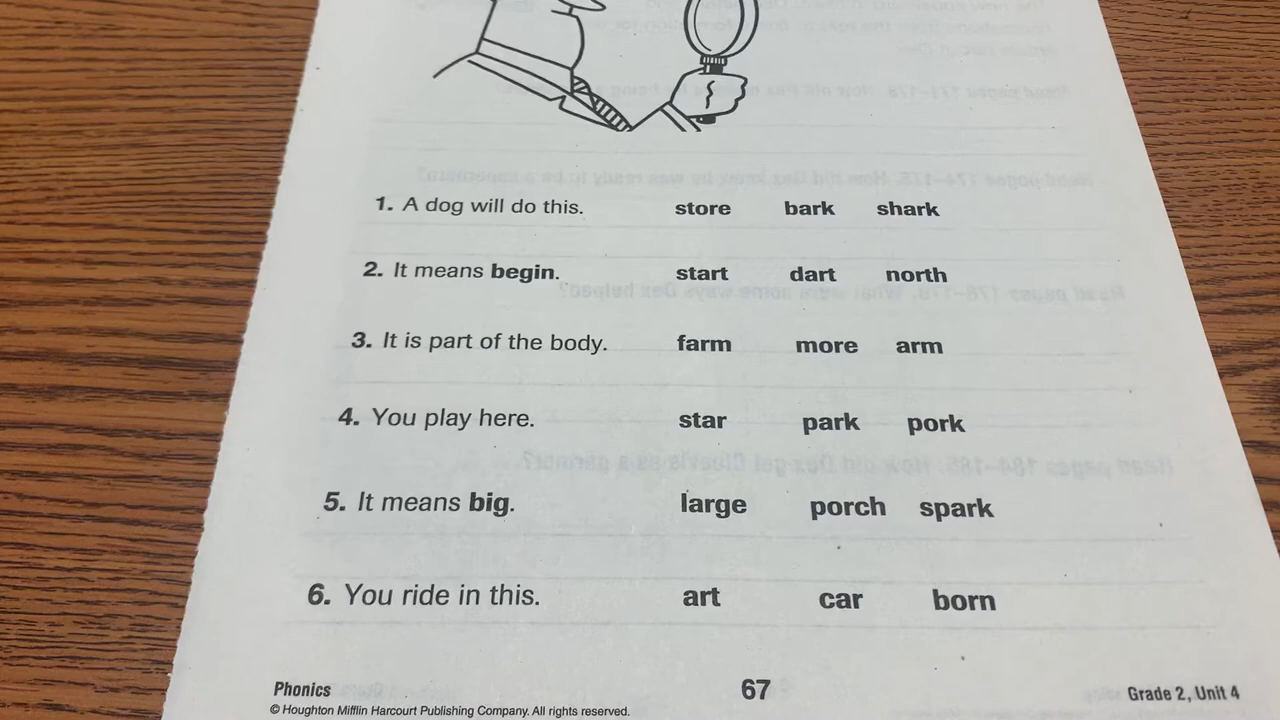 1. A dog will do this. store bark shark
2. It means begin. start dart north
3. It is part of the body. farm more arm
4. You play here. star park pork
5. It means big. large porch spark
6. You ride in this. art car born
Phonics 67 Grade 2, Unit 4
© Houghton Mifflin Harcourt Publishing Company. All rights reserved.